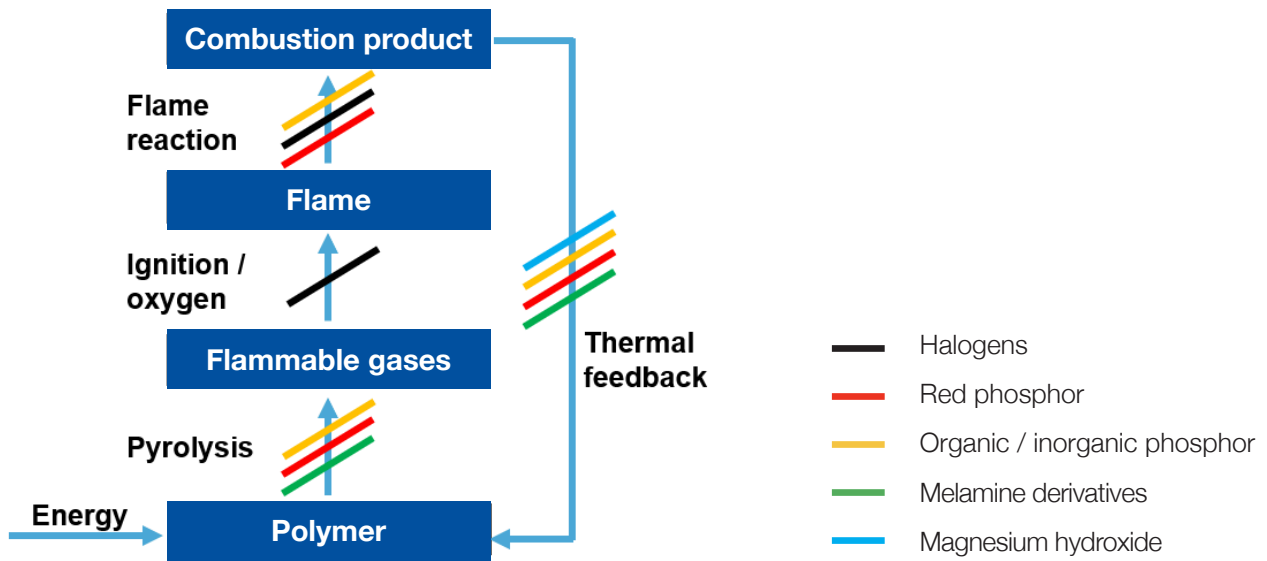 Combustion product
Flame
reaction
Flame
Ignition /
oxygen
Flammable gases
Thermal
feedback
Pyrolysis
Energy
Polymer
Halogens
Red phosphor
Organic / inorganic phosphor
Melamine derivatives
Magnesium hydroxide